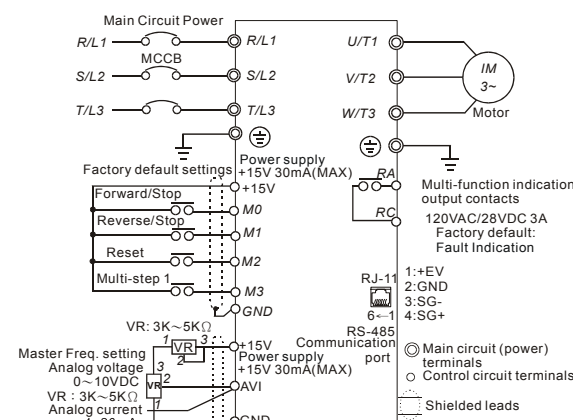 Main Circuit Power
R/L1
R/L1
U/T1
MCCB
S/L2
S/L2
V/T2
IM
3~
T/L3
T/L3
W/T3
Motor
Factory default settings
Power supply
+15V 30mA(MAX)
+15V
Forward/Stop
M0
Reverse/Stop
M1
Reset
M2
Multi-step 1
M3
GND
RA
RC
Multi-function indication
output contacts
120VAC/28VDC 3A
Factory default:
Fault Indication
RJ-11
6←1
1:+EV
2:GND
3:SG-
4:SG+
RS-485
Communication
port
VR: 3K～5KΩ
1
VR
3
2
+15V
Power supply
+15V 30mA(MAX)
Master Freq. setting
Analog voltage
0～10VDC
VR : 3K～5KΩ
Analog current
3
VR
2
1
AVI
GND
Main circuit (power)
terminals
Control circuit terminals
Shielded leads